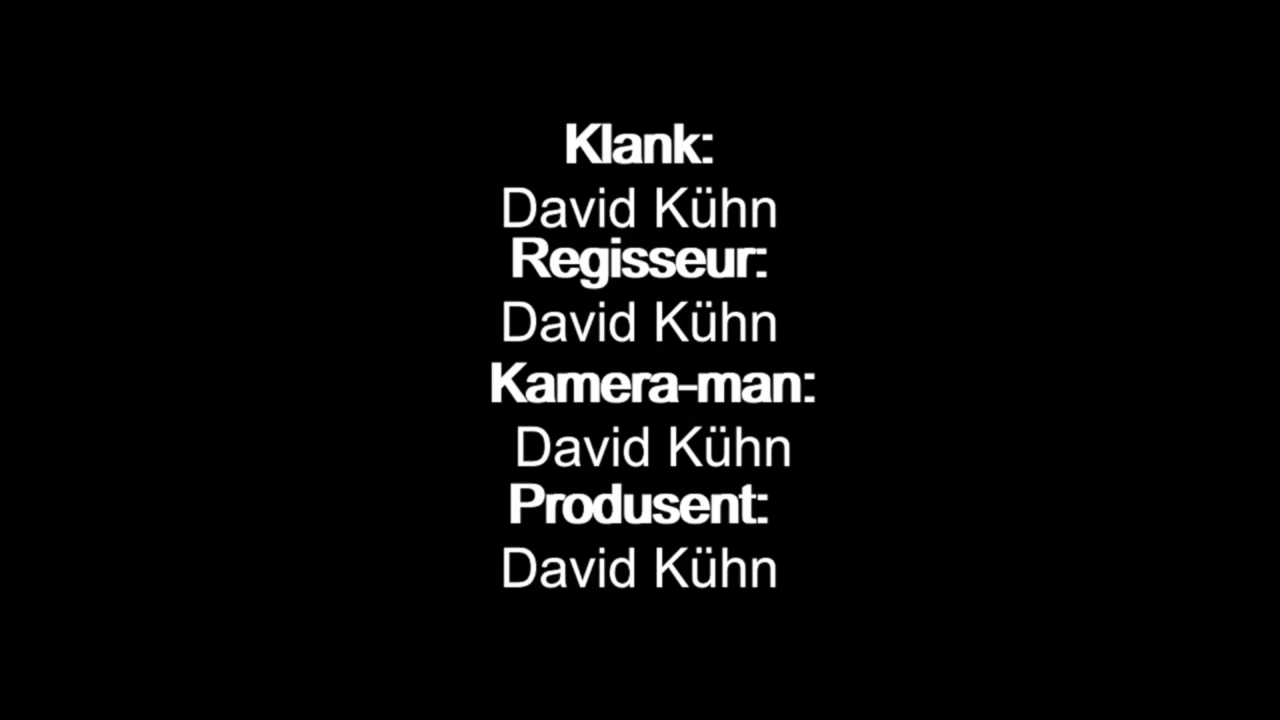 Klank:
David Kühn
Regisseur:
David Kühn
Kamera-man:
David Kühn
Produsent:
David Kühn